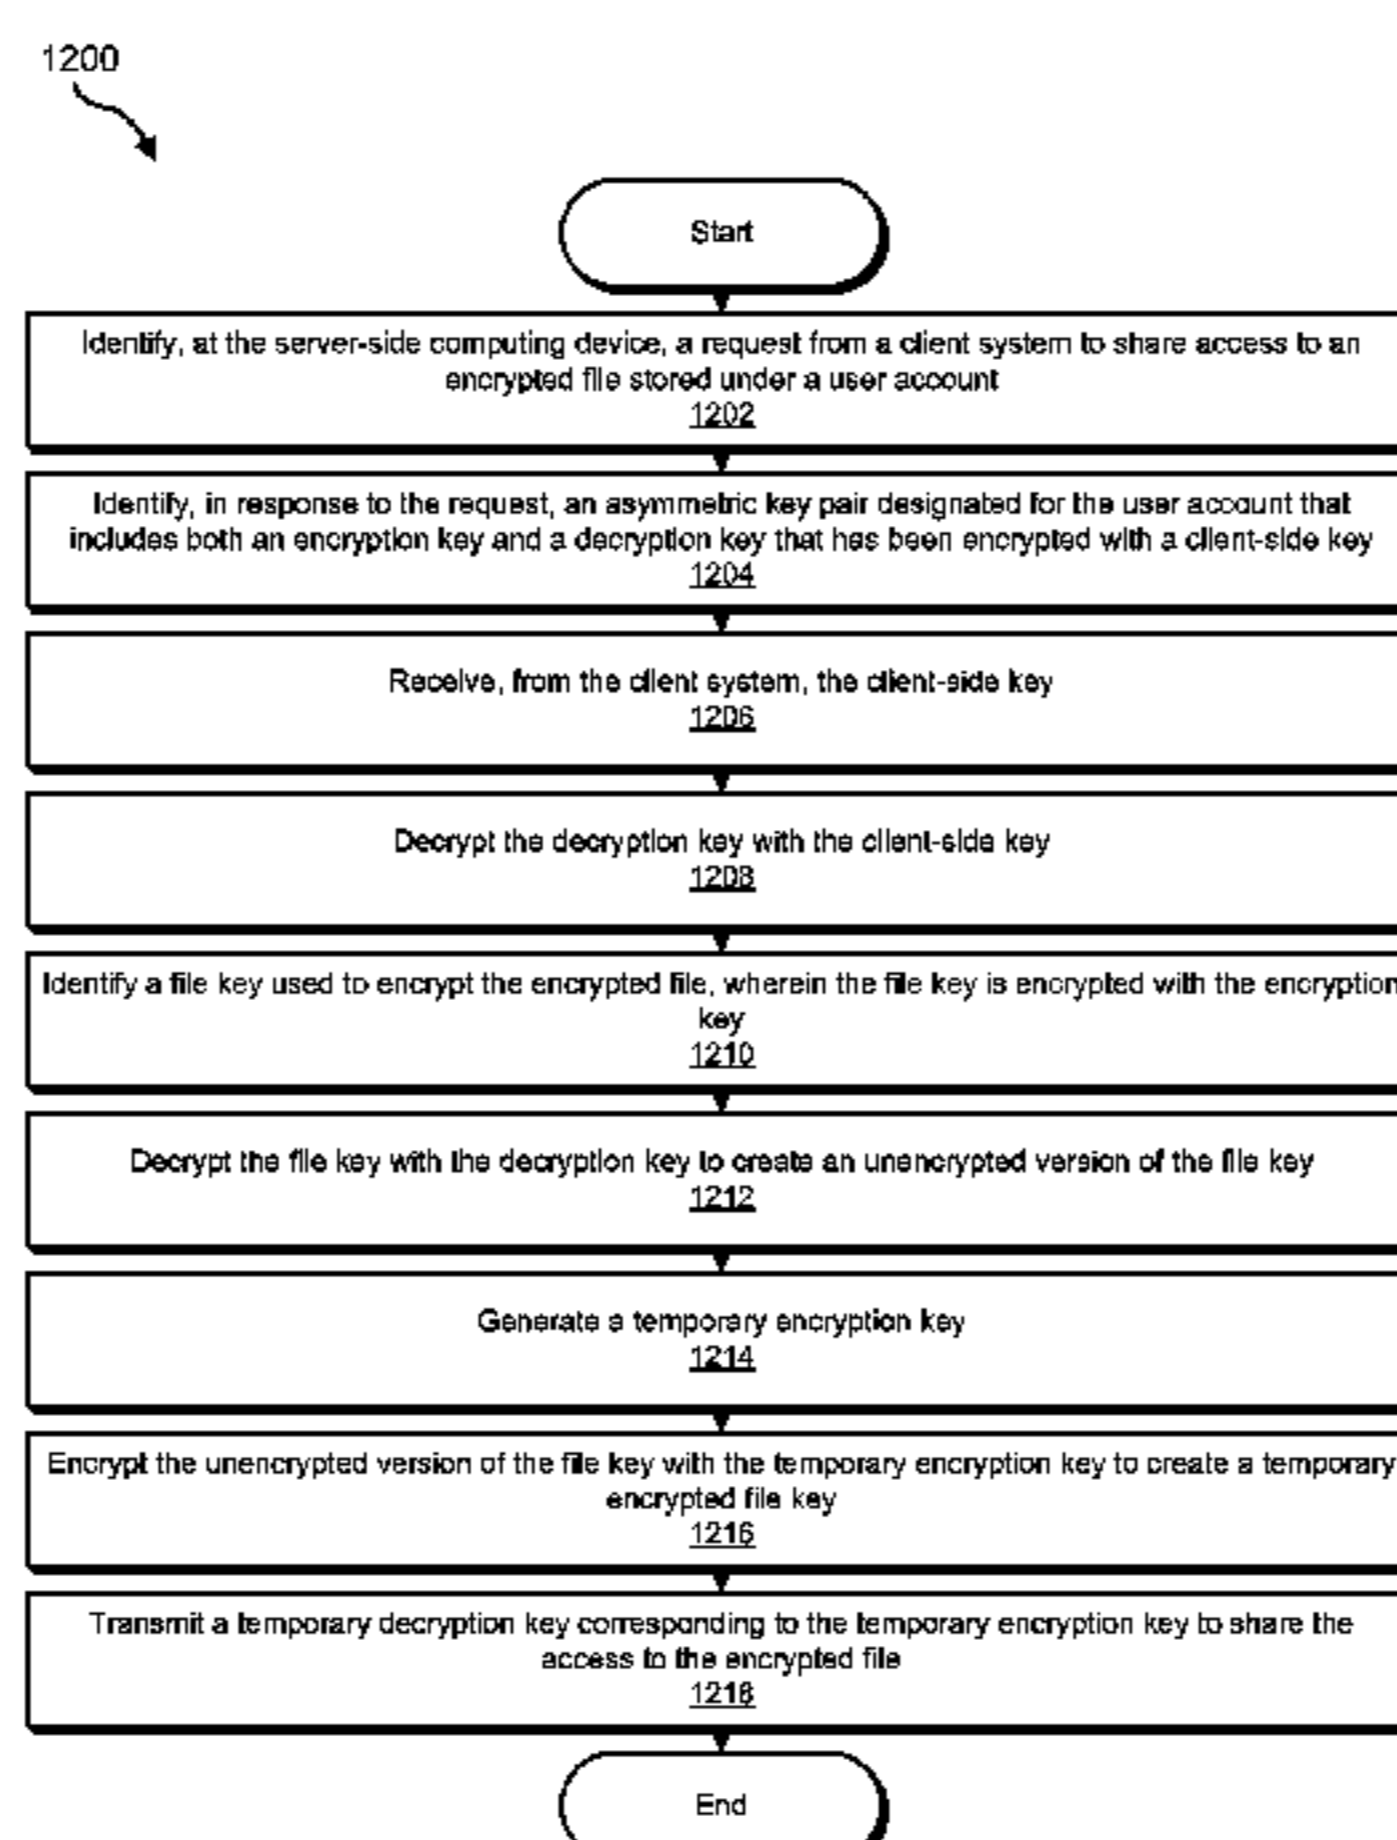 1200
Start
Identify, at the server-side computing device, a request from a client system to share access to an
encrypted file stored under a user account
1202
Identify, in response to the request, an asymmetric key pair designated for the user account that
includes both an encryption key and a decryption key that has been encrypted with a client-side key
1204
Receive, from the client system, the client-side key
1206
Decrypt the decryption key with the client-side key
1208
Identify a file key used to encrypt the encrypted file, wherein the file key is encrypted with the encryption
key
1210
Decrypt the file key with the decryption key to create an unencrypted version of the file key
1212
Generate a temporary encryption key
1214
Encrypt the unencrypted version of the file key with the temporary encryption key to create a temporary
encrypted file key
1216
Transmit a temporary decryption key corresponding to the temporary encryption key to share the
access to the encrypted file
1218
End